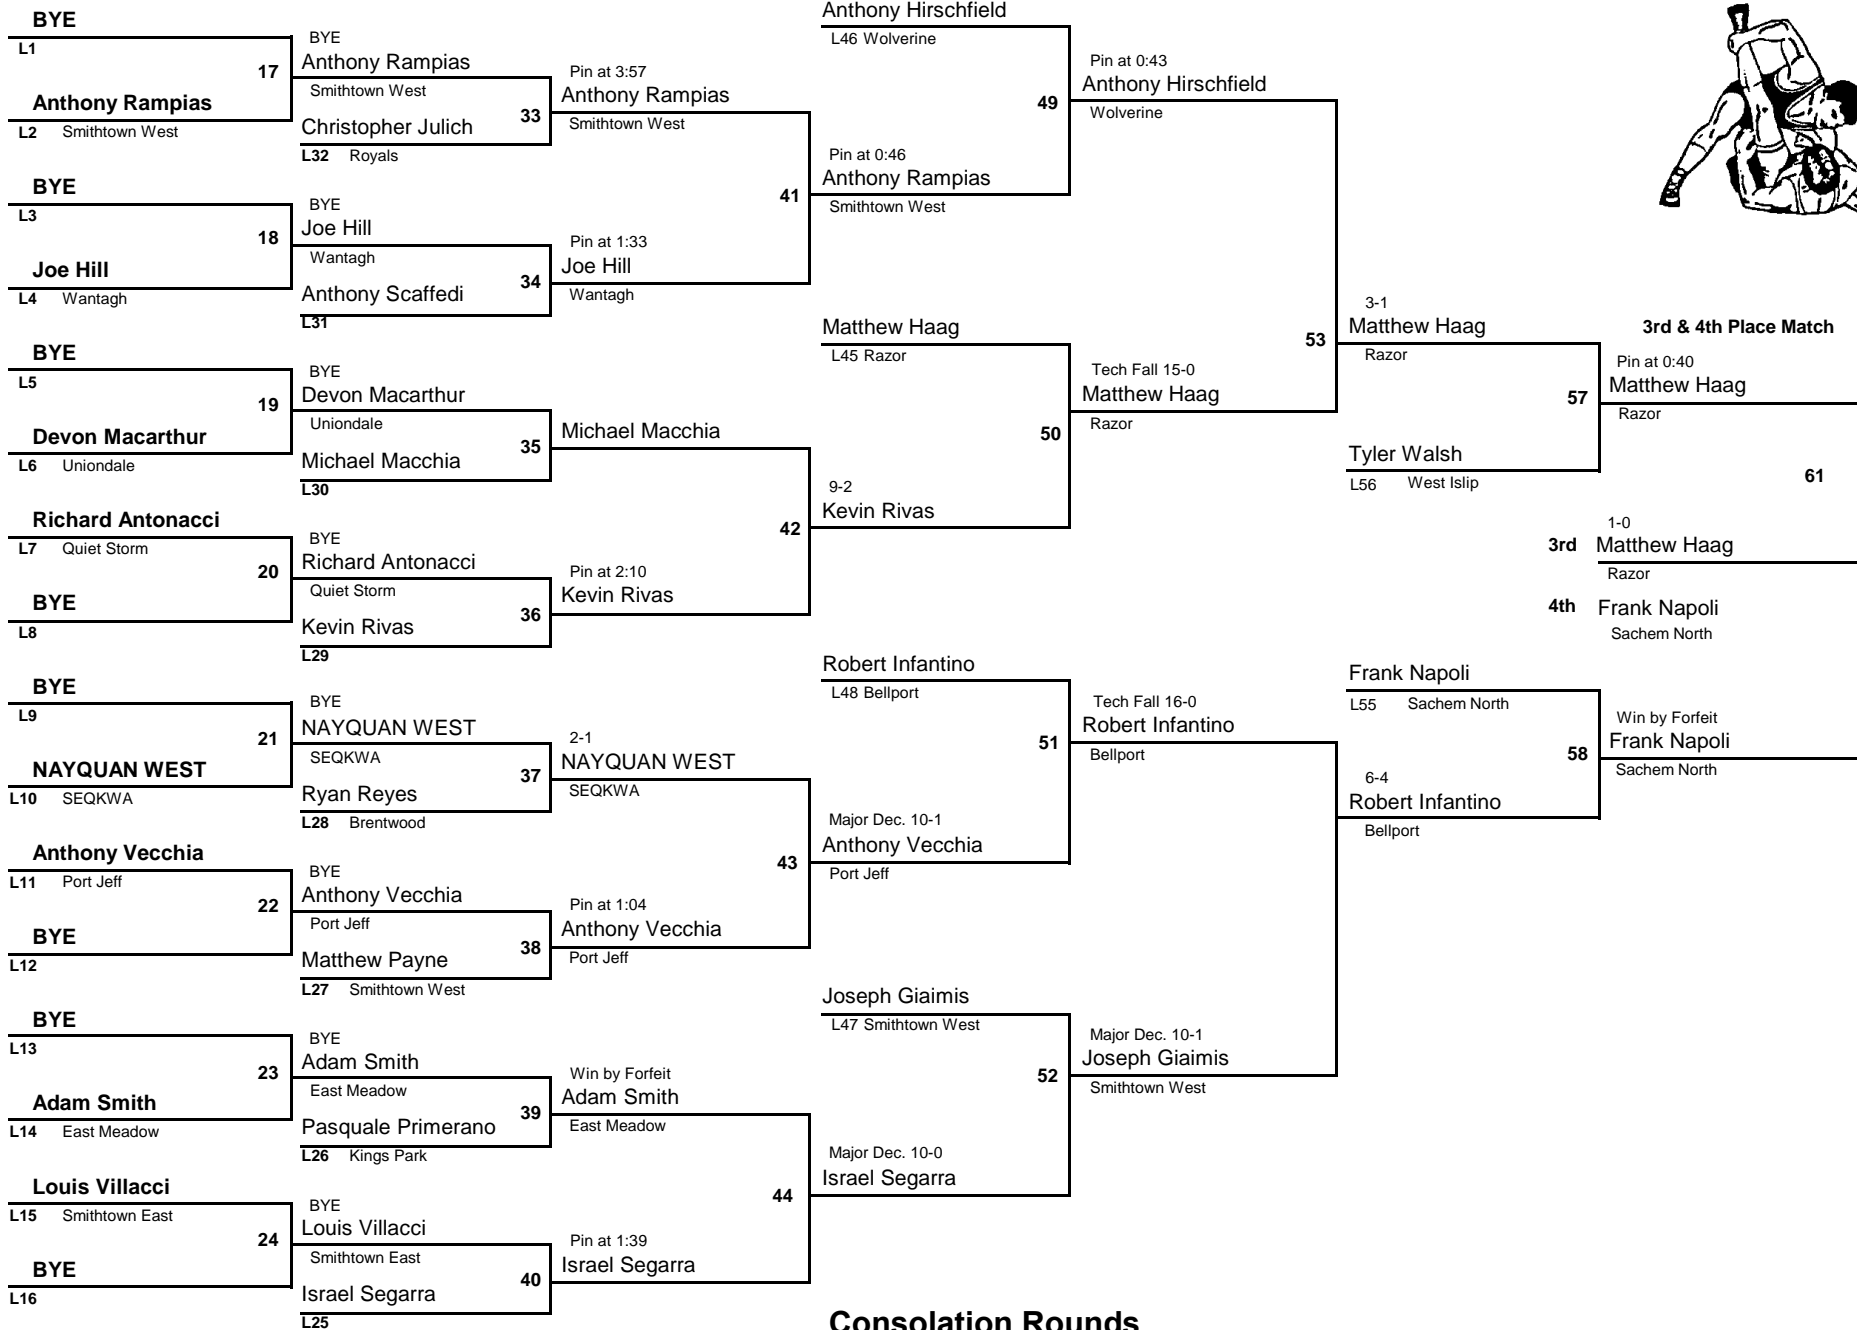 BYE
L1
17
Anthony Rampias
L2 Smithtown West
BYE
L3
18
Joe Hill
L4 Wantagh
BYE
L5
19
Devon Macarthur
L6 Uniondale
Richard Antonacci
L7 Quiet Storm
20
BYE
L8
BYE
L9
21
NAYQUAN WEST
L10 SEQKWA
Anthony Vecchia
L11 Port Jeff
22
BYE
L12
BYE
L13
23
Adam Smith
L14 East Meadow
Louis Villacci
L15 Smithtown East
24
BYE
L16
BYE
Anthony Rampias
Smithtown West
33
Christopher Julich
L32 Royals
BYE
Joe Hill
Wantagh
34
Anthony Scaffedi
L31
BYE
Devon Macarthur
Uniondale
35
Michael Macchia
L30
BYE
Richard Antonacci
Quiet Storm
36
Kevin Rivas
L29
BYE
NAYQUAN WEST
SEQKWA
37
Ryan Reyes
L28 Brentwood
BYE
Anthony Vecchia
Port Jeff
38
Matthew Payne
L27 Smithtown West
BYE
Adam Smith
East Meadow
39
Pasquale Primerano
L26 Kings Park
BYE
Louis Villacci
Smithtown East
40
Israel Segarra
L25
Pin at 3:57
Anthony Rampias
Smithtown West
41
Pin at 1:33
Joe Hill
Wantagh
Michael Macchia
42
Pin at 2:10
Kevin Rivas
2-1
NAYQUAN WEST
SEQKWA
43
Pin at 1:04
Anthony Vecchia
Port Jeff
Win by Forfeit
Adam Smith
East Meadow
44
Pin at 1:39
Israel Segarra
Anthony Hirschfield
L46 Wolverine
49
Pin at 0:46
Anthony Rampias
Smithtown West
Matthew Haag
L45 Razor
50
9-2
Kevin Rivas
Robert Infantino
L48 Bellport
51
Major Dec. 10-1
Anthony Vecchia
Port Jeff
Joseph Giaimis
L47 Smithtown West
52
Major Dec. 10-0
Israel Segarra
Pin at 0:43
Anthony Hirschfield
Wolverine
53
Tech Fall 15-0
Matthew Haag
Razor
Tech Fall 16-0
Robert Infantino
Bellport
Major Dec. 10-1
Joseph Giaimis
Smithtown West
3-1
Matthew Haag
Razor
57
Tyler Walsh
L56 West Islip
Frank Napoli
L55 Sachem North
58
6-4
Robert Infantino
Bellport
3rd & 4th Place Match
Pin at 0:40
Matthew Haag
Razor
61
1-0
3rd Matthew Haag
Razor
4th Frank Napoli
Sachem North
Win by Forfeit
Frank Napoli
Sachem North
Consolation Rounds